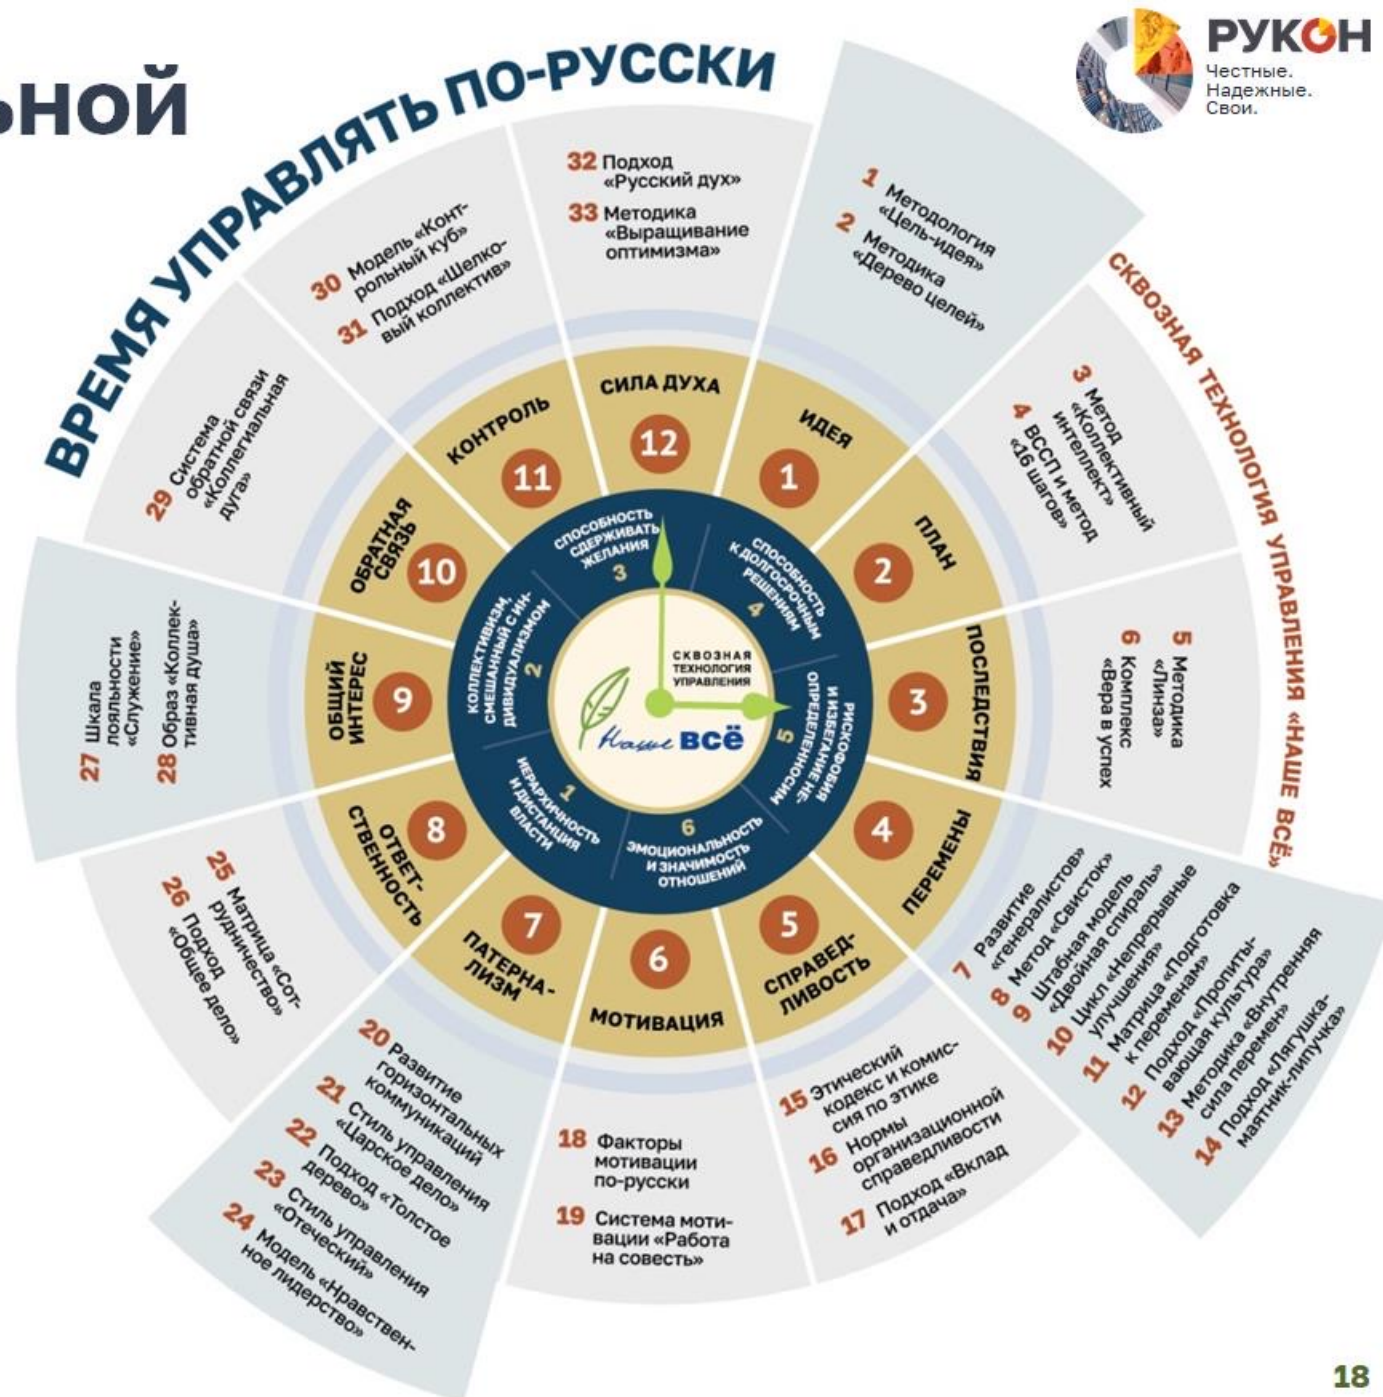 ьной
РУКОН
Честные.
Надежные.
Свои.
ВРЕМЯ УПРАВЛЯТЬ ПО-РУССКИ
СКВОЗНАЯ ТЕХНОЛОГИЯ УПРАВЛЕНИЯ «НАШЕ ВСЁ»
1 Методология
«Цель-идея»
2 Методика
«Дерево целей»
3 Метод
«Коллективный
интеллект»
4 ВССП и метод
«16 шагов»
5 Методика
«Линза»
6 Комплекс
«Вера в успех
7 Развитие
«генералистов»
8 Метод «Свисток»
9 Штабная модель
«Двойная спираль»
10 Цикл «Непрерывные
улучшения»
11 Матрица «Подготовка
к переменам»
12 Подход «Пропиты-
вающая культура»
13 Методика «Внутренняя
сила перемен»
14 Подход «Лягушка-
маятник-липучка»
15 Этический
кодекс и комис-
сия по этике
16 Нормы
организационной
справедливости
17 Подход «Вклад
и отдача»
18 Факторы
мотивации
по-русски
19 Система моти-
вации «Работа
на совесть»
20 Развитие
горизонтальных
коммуникаций
21 Стиль управления
«Царское дело»
22 Подход «Толстое
дерево»
23 Стиль управления
«Отеческий»
24 Модель «Нравствен-
ное лидерство»
25 Матрица «Сот-
рудничество»
26 Подход
«Общее дело»
27 Шкала
лояльности
«Служение»
28 Образ «Коллек-
тивная душа»
29 Система
обратной связи
«Коллегиальная
дуга»
30 Модель «Конт-
рольный куб»
31 Подход «Шелко-
вый коллектив»
32 Подход
«Русский дух»
33 Методика
«Выращивание
оптимизма»
ИДЕЯ
1
ПЛАН
2
ПОСЛЕДСТВИЯ
3
ПЕРЕМЕНЫ
4
СПРАВЕД-
ЛИВОСТЬ
5
МОТИВАЦИЯ
6
ПАТЕРНА-
ЛИЗМ
7
ОТВЕТ-
СТВЕННОСТЬ
8
ОБЩИЙ
ИНТЕРЕС
9
ОБРАТНАЯ
СВЯЗЬ
10
КОНТРОЛЬ
11
СИЛА ДУХА
12
ИЕРАРХИЧНОСТЬ
И ДИСТАНЦИЯ
ВЛАСТИ
1
КОЛЛЕКТИВИЗМ,
СМЕШАННЫЙ С ИН-
ДИВИДУАЛИЗМОМ
2
СПОСОБНОСТЬ
СДЕРЖИВАТЬ
ЖЕЛАНИЯ
3
СПОСОБНОСТЬ
К ДОЛГОСРОЧНЫМ
РЕШЕНИЯМ
4
РИСКОФОБИЯ
И ИЗБЕГАНИЕ НЕ-
ОПРЕДЕЛЕННОСИМ
5
6
ЭМОЦИОНАЛЬНОСТЬ
И ЗНАЧИМОСТЬ
ОТНОШЕНИЙ
СКВОЗНАЯ
ТЕХНОЛОГИЯ
УПРАВЛЕНИЯ
Наше ВСЁ
18